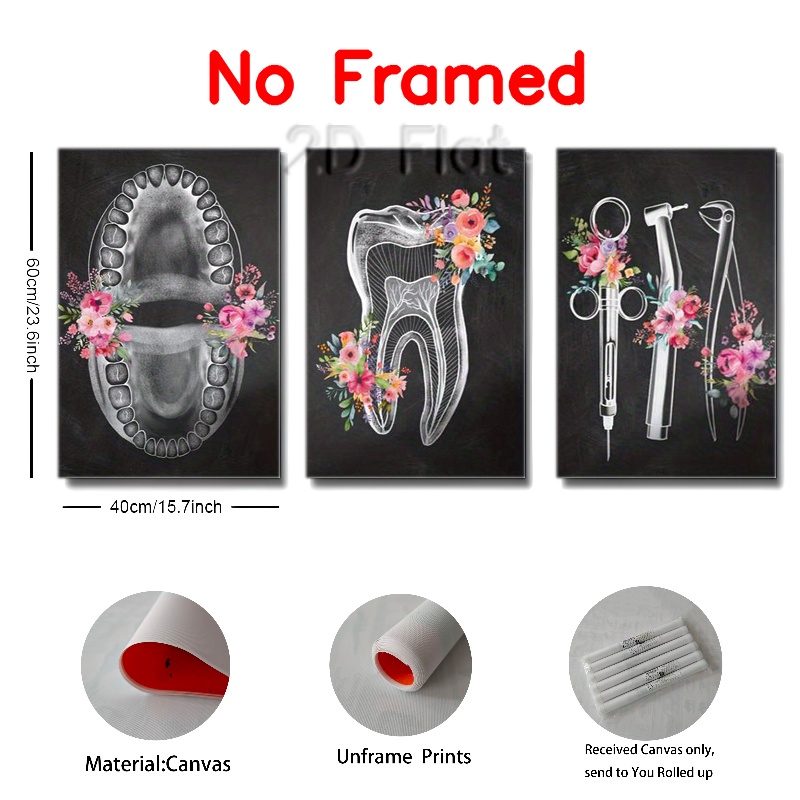 No Framed
2D Flat
60cm/23.6inch
40cm/15.7inch
Material:Canvas
Unframe Prints
Received Canvas only,
send to You Rolled up